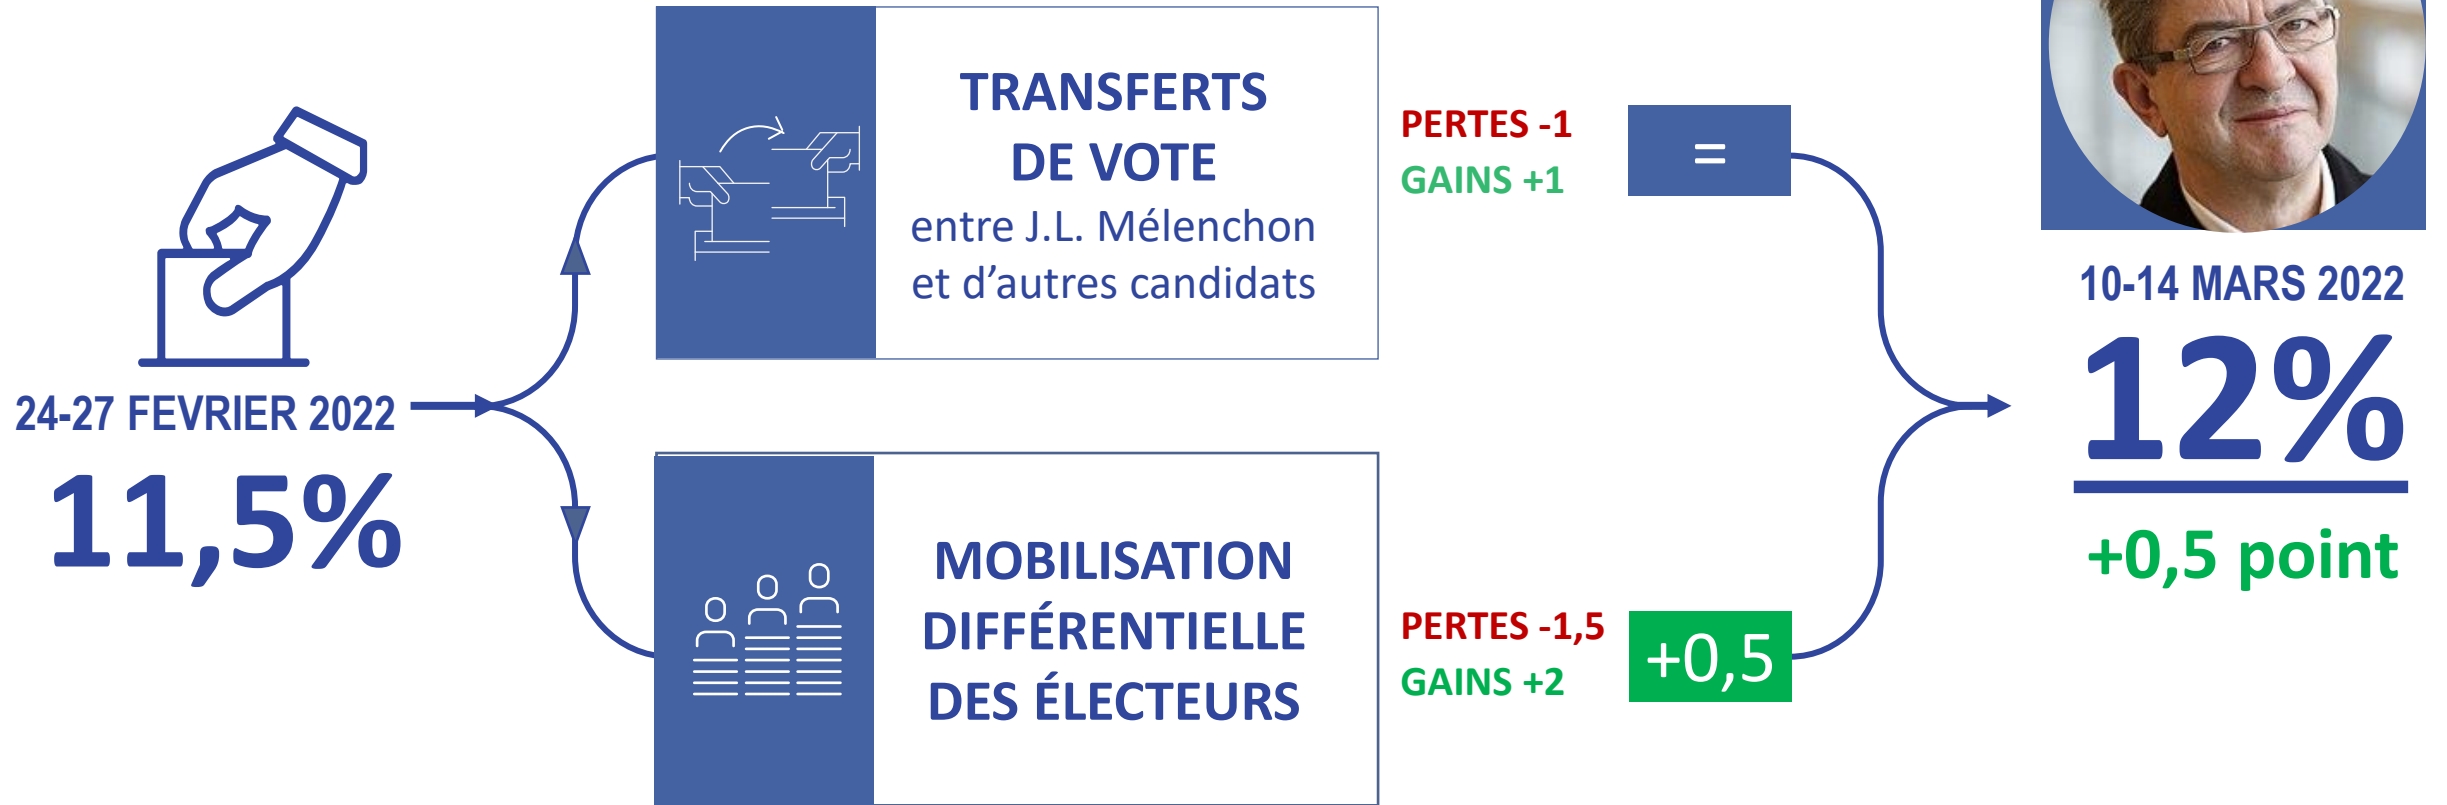 24-27 FEVRIER 2022
11,5%
TRANSFERTS
DE VOTE
entre J.L. Mélenchon
et d’autres candidats
PERTES -1
GAINS +1
=
MOBILISATION
DIFFÉRENTIELLE
DES ÉLECTEURS
PERTES -1,5
GAINS +2
+0,5
10-14 MARS 2022
12%
+0,5 point